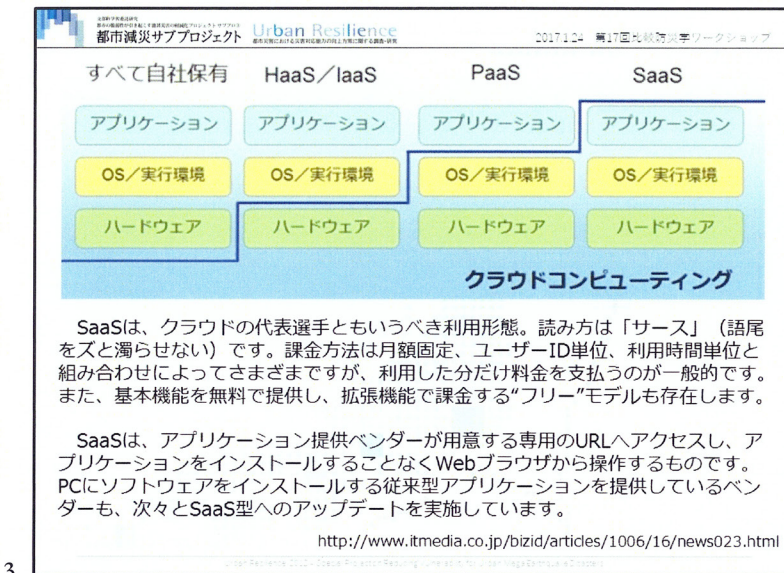 都市減災サブプロジェクト Urban Resilience
2017.1.24 第17回比較防災学ワークショップ
すべて自社保有 HaaS/IaaS PaaS SaaS
アプリケーション アプリケーション アプリケーション アプリケーション
OS/実行環境 OS/実行環境 OS/実行環境 OS/実行環境
ハードウェア ハードウェア ハードウェア ハードウェア
クラウドコンピューティング
SaaSは、クラウドの代表選手ともいうべき利用形態。読み方は「サース」(語尾
をズと濁らせない)です。課金方法は月額固定、ユーザーID単位、利用時間単位と
組み合わせによってさまざまですが、利用した分だけ料金を支払うのが一般的です。
また、基本機能を無料で提供し、拡張機能で課金する“フリー”モデルも存在します。
SaaSは、アプリケーション提供ベンダーが用意する専用のURLへアクセスし、ア
プリケーションをインストールすることなくWebブラウザから操作するものです。
PCにソフトウェアをインストールする従来型アプリケーションを提供しているベン
ダーも、次々とSaaS型へのアップデートを実施しています。
http://www.itmedia.co.jp/bizid/articles/1006/16/news023.html
3